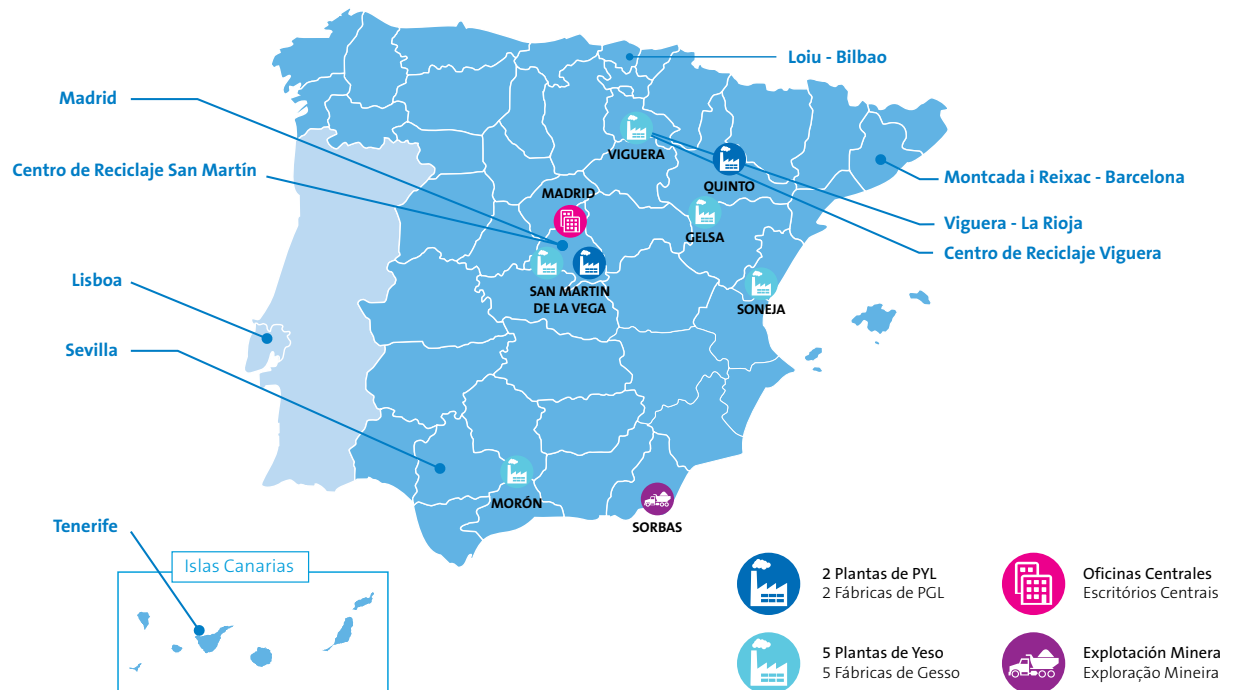 Loiu - Bilbao
Madrid
VIGUERA
Centro de Reciclaje San Martín
QUINTO
Montcada i Reixac - Barcelona
MADRID
Viguera - La Rioja
GELSA
Centro de Reciclaje Viguera
Lisboa
SAN MARTIN
DE LA VEGA
SONEJA
Sevilla
MORÓN
SORBAS
Tenerife
Islas Canarias
2 Plantas de PYL
2 Fábricas de PGL
Oficinas Centrales
Escritórios Centrais
5 Plantas de Yeso
5 Fábricas de Gesso
Explotación Minera
Exploração Mineira